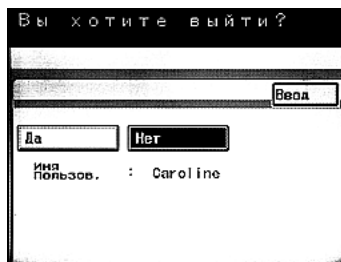 Вы хотите выйти?
Ввод
Да Нет
Имя
Пользов. : Caroline